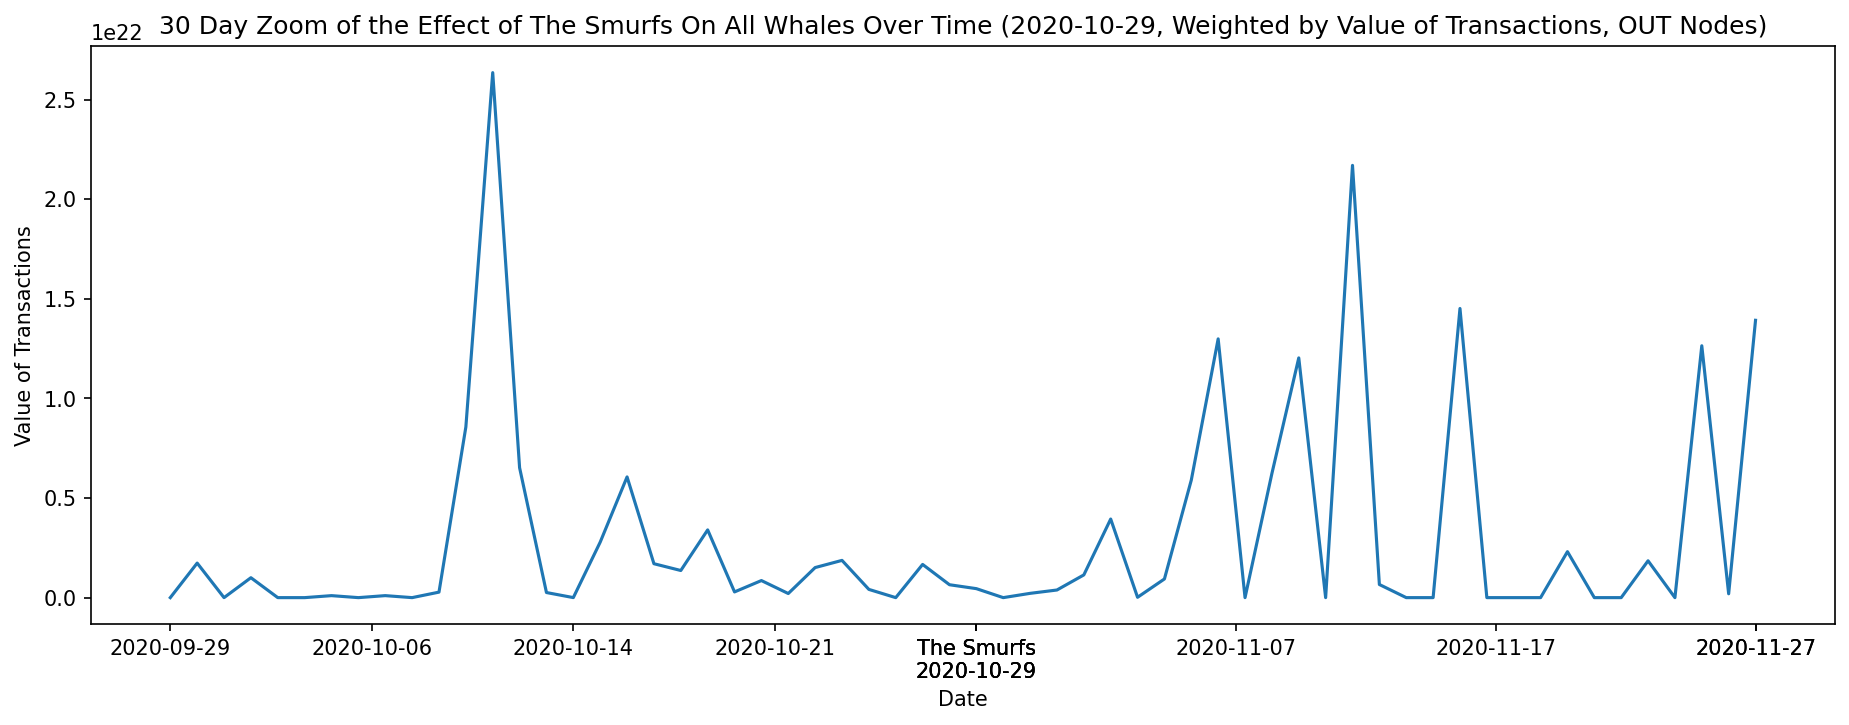 30 Day Zoom of the Effect of The Smurfs On All Whales Over Time (2020-10-29, Weighted by Value of Transactions, OUT Nodes)
1e22
2.5
2.0
1.5
1.0
0.5
0.0
Value of Transactions
2020-09-29 2020-10-06 2020-10-14 2020-10-21 The Smurfs 2020-11-07 2020-11-17 2020-11-27
2020-10-29
Date